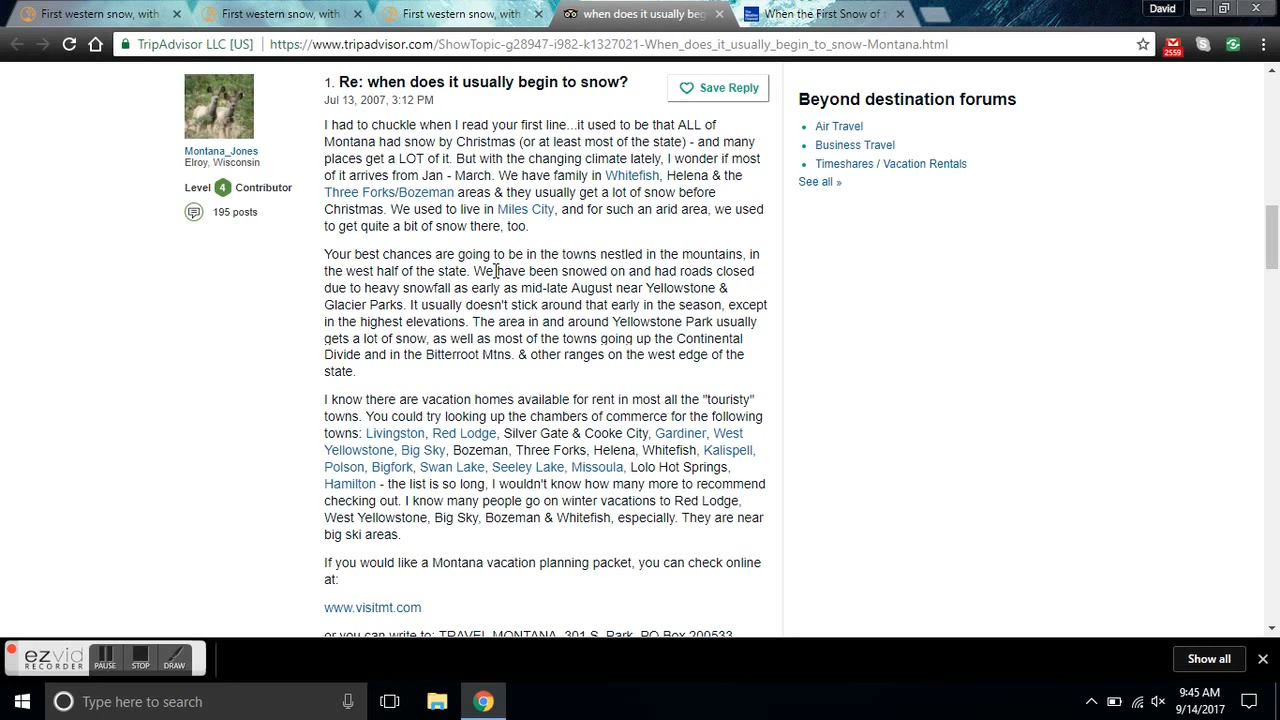 First western snow, with
First western snow, with
First western snow, with
when does it usually beg
When the First Snow of t
David
TripAdvisor LLC [US]
https://www.tripadvisor.com/ShowTopic-g28947-i982-k1327021-When_does_it_usually_begin_to_snow-Montana.html
2559
1. Re: when does it usually begin to snow?
Jul 13, 2007, 3:12 PM
Save Reply
Montana_Jones
Elroy, Wisconsin
Level 4 Contributor
195 posts
I had to chuckle when I read your first line...it used to be that ALL of
Montana had snow by Christmas (or at least most of the state) - and many
places get a LOT of it. But with the changing climate lately, I wonder if most
of it arrives from Jan - March. We have family in Whitefish, Helena & the
Three Forks/Bozeman areas & they usually get a lot of snow before
Christmas. We used to live in Miles City, and for such an arid area, we used
to get quite a bit of snow there, too.
Your best chances are going to be in the towns nestled in the mountains, in
the west half of the state. We have been snowed on and had roads closed
due to heavy snowfall as early as mid-late August near Yellowstone &
Glacier Parks. It usually doesn't stick around that early in the season, except
in the highest elevations. The area in and around Yellowstone Park usually
gets a lot of snow, as well as most of the towns going up the Continental
Divide and in the Bitterroot Mtns. & other ranges on the west edge of the
state.
I know there are vacation homes available for rent in most all the "touristy"
towns. You could try looking up the chambers of commerce for the following
towns: Livingston, Red Lodge, Silver Gate & Cooke City, Gardiner, West
Yellowstone, Big Sky, Bozeman, Three Forks, Helena, Whitefish, Kalispell,
Polson, Bigfork, Swan Lake, Seeley Lake, Missoula, Lolo Hot Springs,
Hamilton - the list is so long, I wouldn't know how many more to recommend
checking out. I know many people go on winter vacations to Red Lodge,
West Yellowstone, Big Sky, Bozeman & Whitefish, especially. They are near
big ski areas.
If you would like a Montana vacation planning packet, you can check online
at:
www.visitmt.com
or you can write to: TRAVEL MONTANA, 301 S. Park, PO Box 200533,
Beyond destination forums
Air Travel
Business Travel
Timeshares / Vacation Rentals
See all »
ezvid
RECORDER
PAUSE
STOP
DRAW
Show all
Type here to search
9:45 AM
9/14/2017